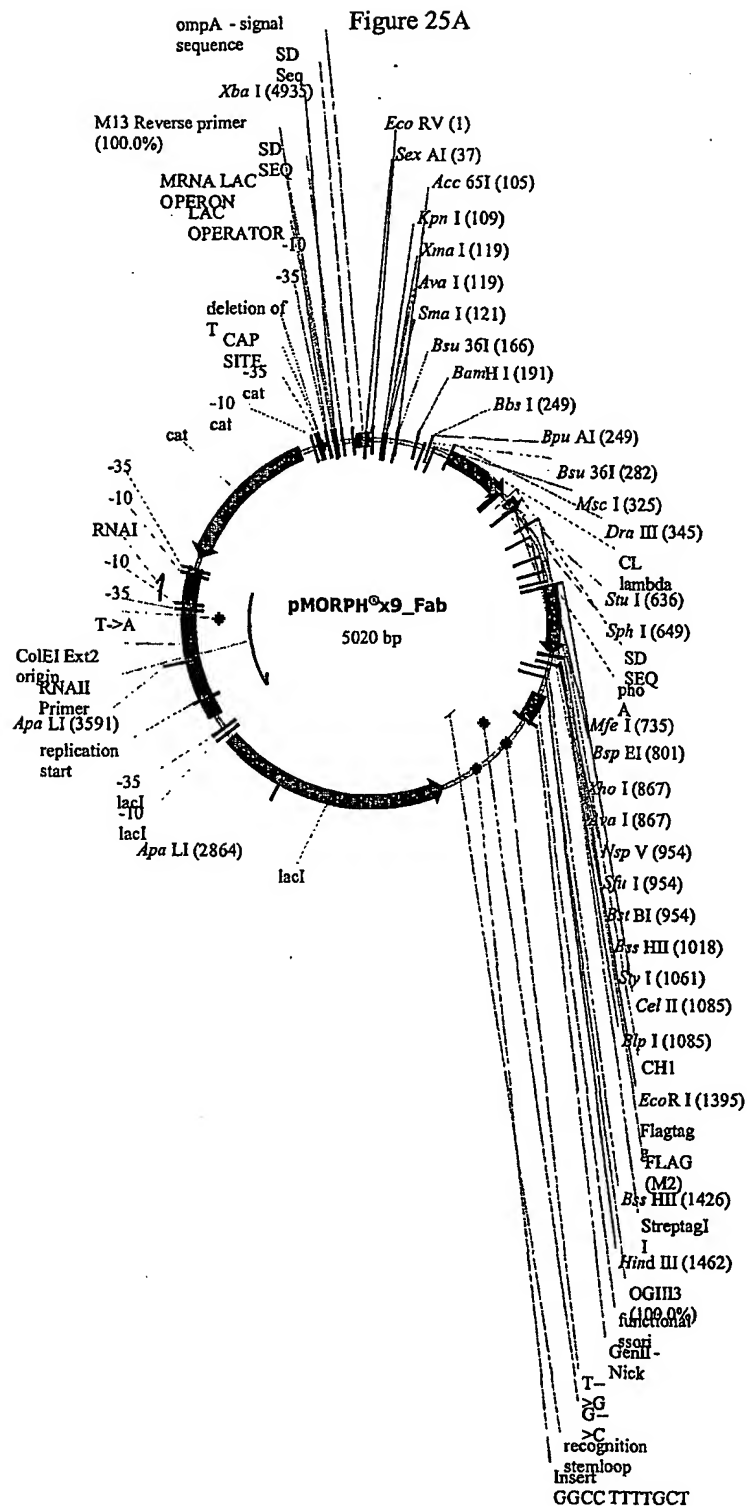 Figure 25A
ompA - signal
sequence
SD
Seq
Xba I (4935)
M13 Reverse primer
(100.0%)
SD
SEQ
MRNA LAC
OPERON
LAC
OPERATOR
-10
-35
deletion of
T
CAP
SITE
-35
cat
-10
cat
cat
-35
-10
RNAI
-10
-35
T->A
ColEI Ext2
origin
RNAII
Primer
Apa LI (3591)
replication
start
-35
lacI
-10
lacI
Apa LI (2864)
lacI
pMORPH®x9_Fab
5020 bp
Eco RV (1)
Sex AI (37)
Acc 65I (105)
Kpn I (109)
Xma I (119)
Ava I (119)
Sma I (121)
Bsu 36I (166)
BamH I (191)
Bbs I (249)
Bpu AI (249)
Bsu 36I (282)
Msc I (325)
Dra III (345)
CL
lambda
Stu I (636)
Sph I (649)
SD
SEQ
pho
A
Mfe I (735)
Bsp EI (801)
Xho I (867)
Ava I (867)
Nsp V (954)
Sfu I (954)
Bst BI (954)
Bss HII (1018)
Sty I (1061)
Cel II (1085)
Blp I (1085)
CH1
EcoR I (1395)
Flagtag
FLAG
(M2)
Bss HII (1426)
StreptagI
I
Hind III (1462)
OGIII3
(100.0%)
functional
ssori
GenII -
Nick
T--
>G
G--
>C
recognition
stemloop
Insert
GGCC TTTTGCT